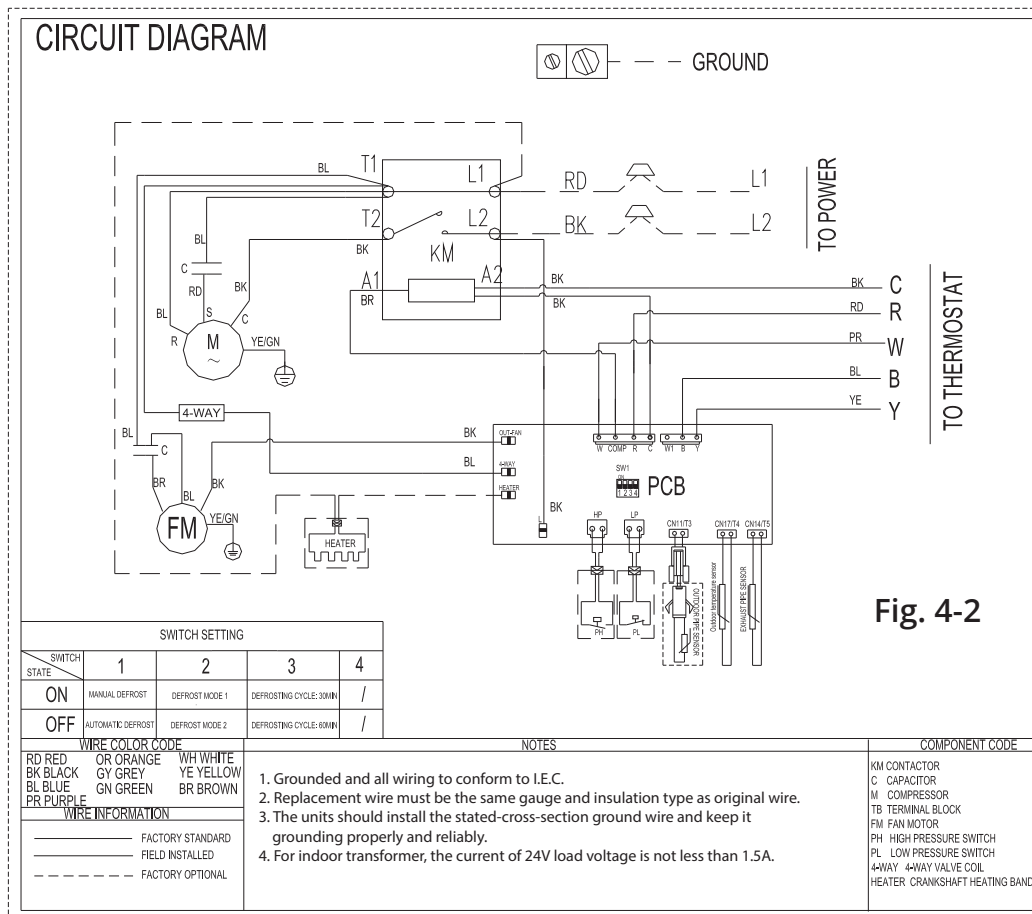 CIRCUIT DIAGRAM
GROUND
BL
T1
L1
RD
L1
T2
L2
BK
L2
TO POWER
BL
BK
KM
C
RD
BK
A1
A2
BR
BK
BK
BK
C
RD
R
PR
W
BL
B
YE
Y
TO THERMOSTAT
BL
S
C
R
M
~
YE/GN
4-WAY
BL
C
BK
OUT-FAN
BL
4-WAY
HEATER
W COMP R C
W1 B Y
SW1
ON
1 2 3 4
PCB
BR
BL
BK
YE/GN
FM
HEATER
BK
L
HP
LP
CN11/T3
CN17/T4
CN14/T5
PH
PL
OUTDOOR PIPE SENSOR
Outdoor temperature sensor
EXHAUST PIPE SENSOR
Fig. 4-2
SWITCH SETTING
SWITCH
STATE
1 2 3 4
ON MANUAL DEFROST DEFROST MODE 1 DEFROSTING CYCLE: 30MIN /
OFF AUTOMATIC DEFROST DEFROST MODE 2 DEFROSTING CYCLE: 60MIN /
WIRE COLOR CODE
RD RED OR ORANGE WH WHITE
BK BLACK GY GREY YE YELLOW
BL BLUE GN GREEN BR BROWN
PR PURPLE
WIRE INFORMATION
FACTORY STANDARD
FIELD INSTALLED
FACTORY OPTIONAL
NOTES
1. Grounded and all wiring to conform to I.E.C.
2. Replacement wire must be the same gauge and insulation type as original wire.
3. The units should install the stated-cross-section ground wire and keep it
grounding properly and reliably.
4. For indoor transformer, the current of 24V load voltage is not less than 1.5A.
COMPONENT CODE
KM CONTACTOR
C CAPACITOR
M COMPRESSOR
TB TERMINAL BLOCK
FM FAN MOTOR
PH HIGH PRESSURE SWITCH
PL LOW PRESSURE SWITCH
4-WAY 4-WAY VALVE COIL
HEATER CRANKSHAFT HEATING BAND